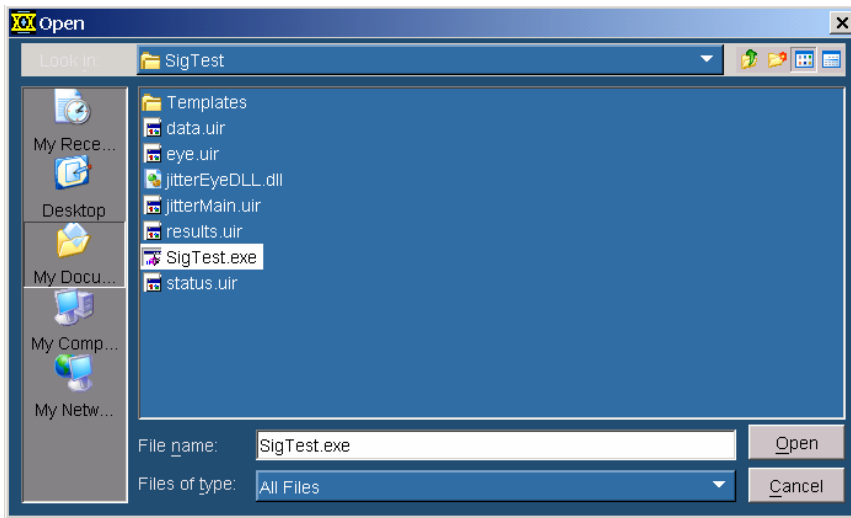 Open
Look in:
SigTest
My Rece...
Desktop
My Docu...
My Comp...
My Netw...
Templates
data.uir
eye.uir
jitterEyeDLL.dll
jitterMain.uir
results.uir
SigTest.exe
status.uir
File name:
SigTest.exe
Open
Files of type:
All Files
Cancel